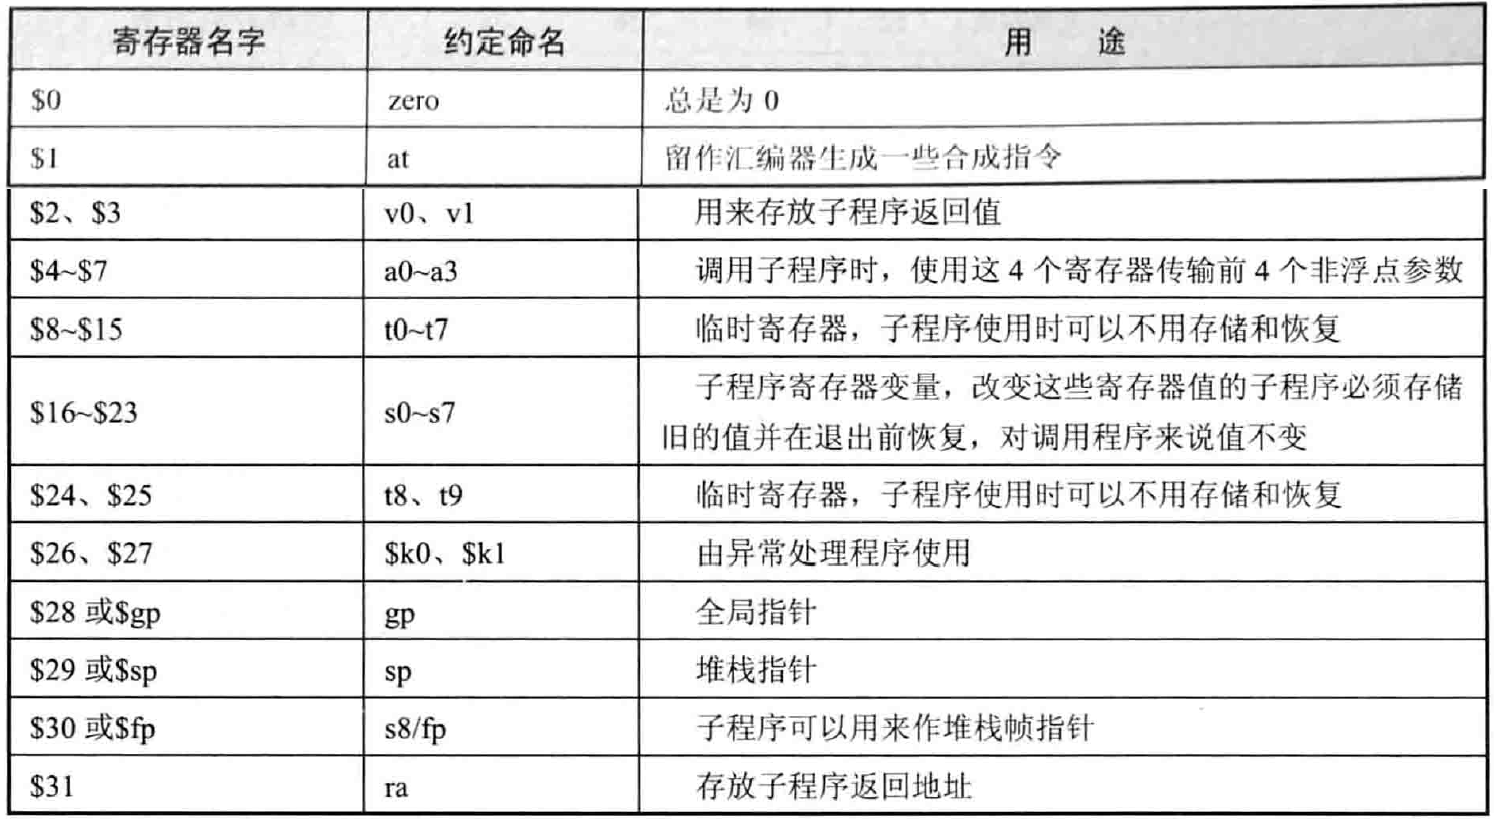 寄存器名字 约定命名 用 途
$0 zero 总是为 0
$1 at 留作汇编器生成一些合成指令
$2、$3 v0、v1 用来存放子程序返回值
$4~$7 a0~a3 调用子程序时，使用这 4 个寄存器传输前 4 个非浮点参数
$8~$15 t0~t7 临时寄存器，子程序使用时可以不用存储和恢复
$16~$23 s0~s7 子程序寄存器变量，改变这些寄存器值的子程序必须存储
旧的值并在退出前恢复，对调用程序来说值不变
$24、$25 t8、t9 临时寄存器，子程序使用时可以不用存储和恢复
$26、$27 $k0、$k1 由异常处理程序使用
$28 或$gp gp 全局指针
$29 或$sp sp 堆栈指针
$30 或$fp s8/fp 子程序可以用来作堆栈帧指针
$31 ra 存放子程序返回地址